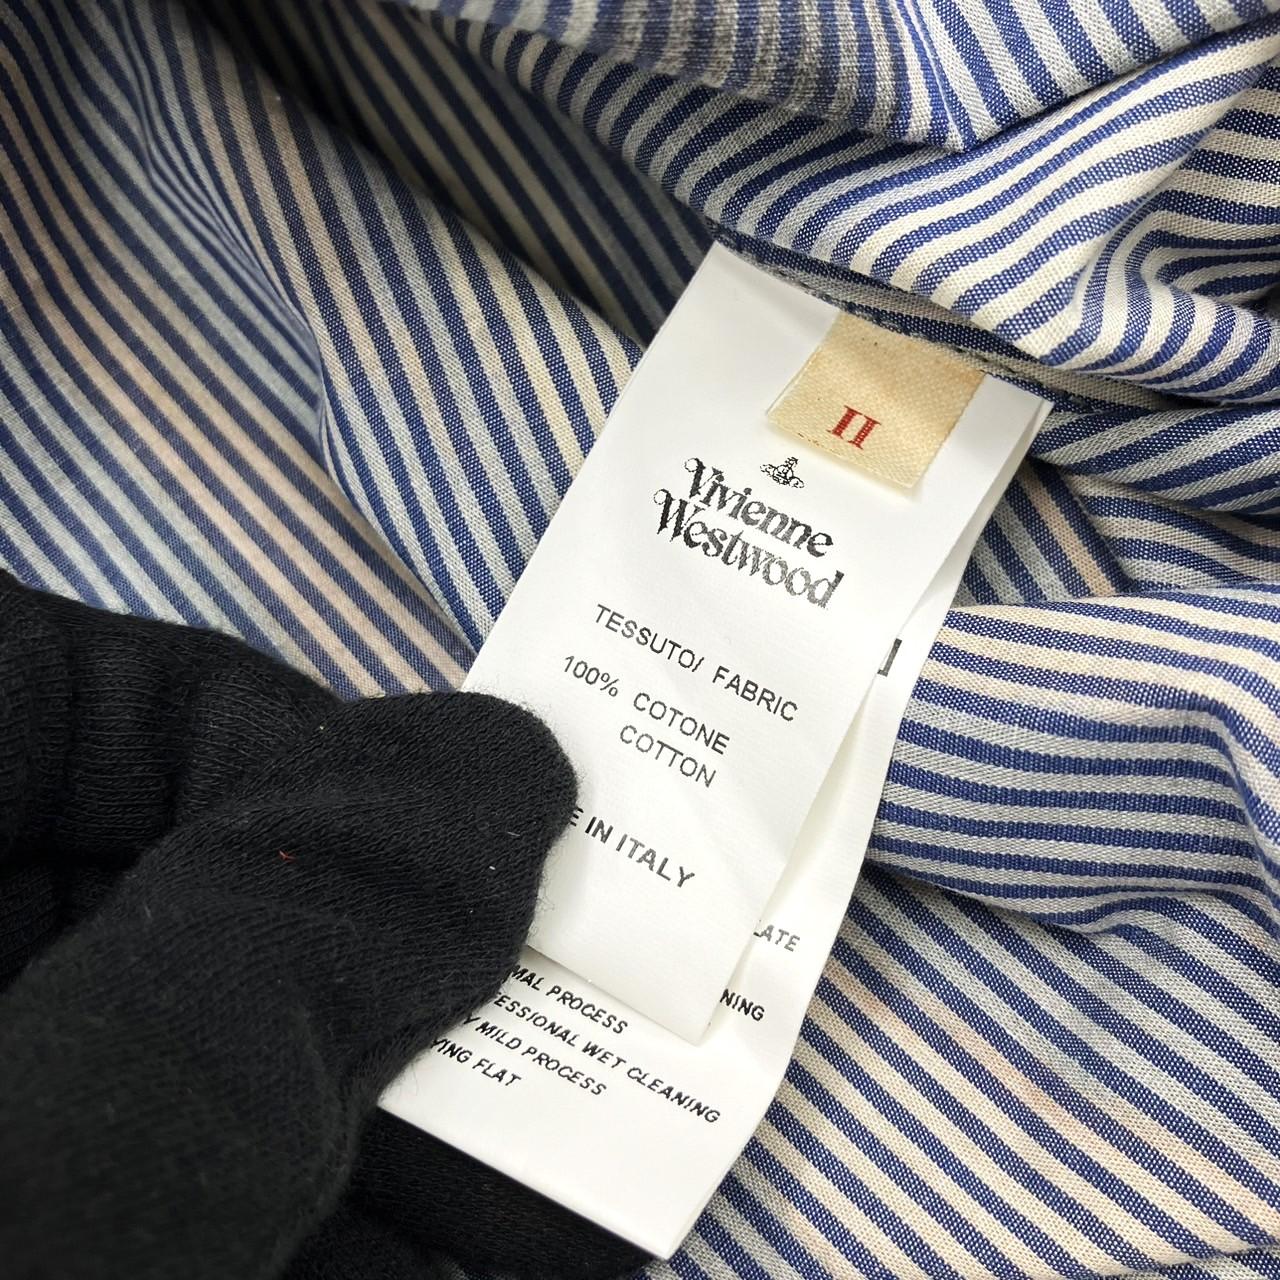 II
Vivienne
Westwood
TESSUTO/ FABRIC
100% COTONE
COTTON
E IN ITALY
LATE
NING
MAL PROCESS
ESSIONAL WET CLEANING
Y MILD PROCESS
YING FLAT